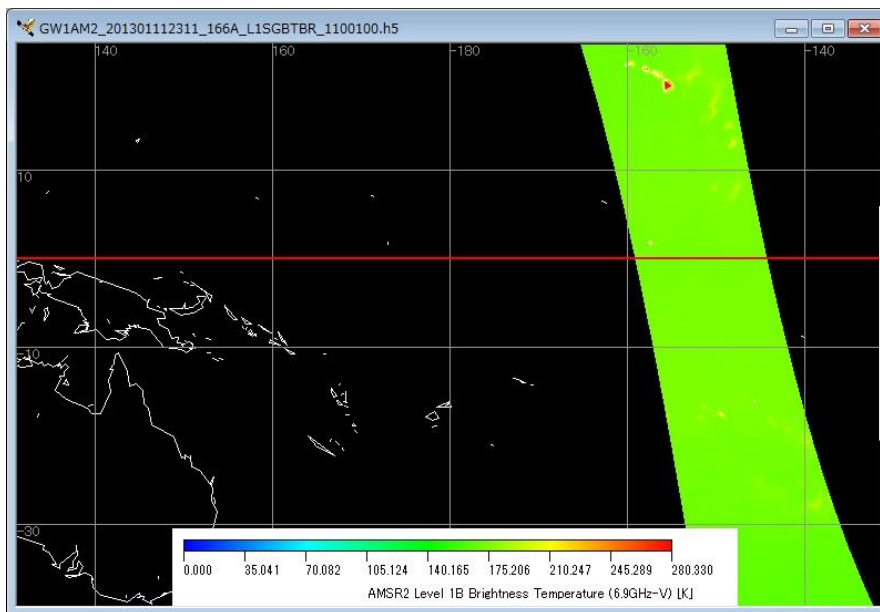 GW1AM2_201301112311_166A_L1SGBTBR_1100100.h5
140 160 -180 -160 -140
10
-10
-30
0.000 35.041 70.082 105.124 140.165 175.206 210.247 245.289 280.330
AMSR2 Level 1B Brightness Temperature (6.9GHz-V) [K]